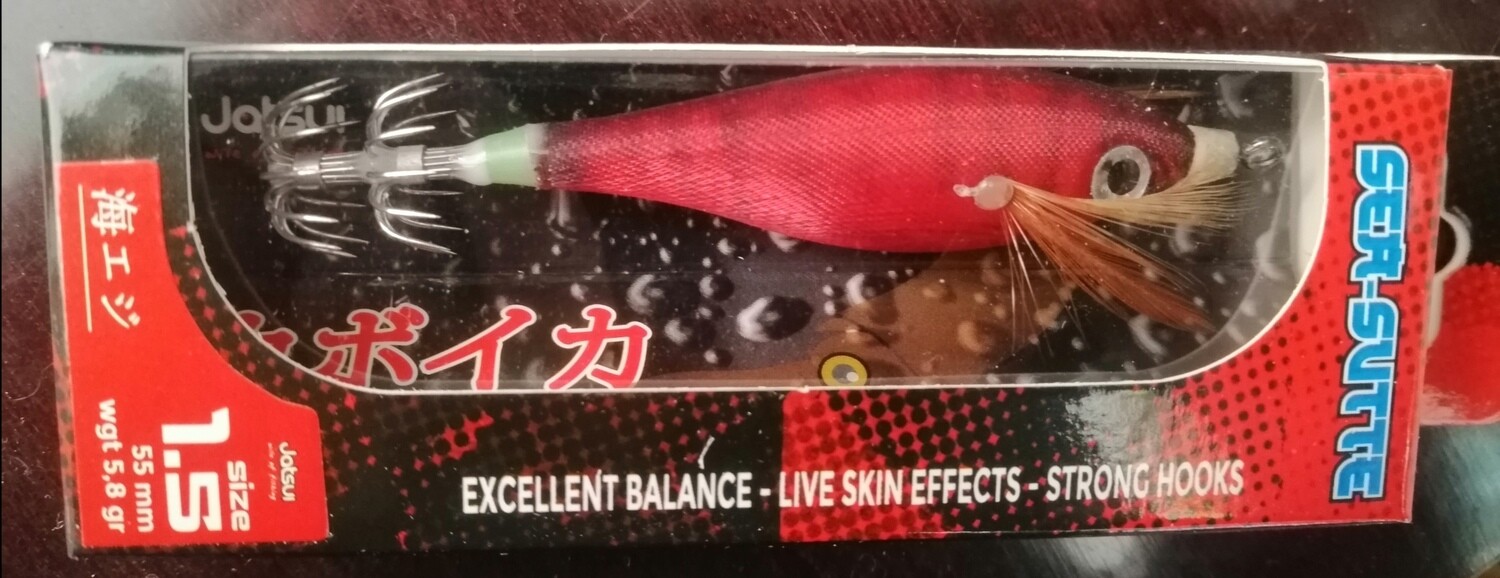 Jatsui
海エジ
ボイカ
SEA-SUTTE
Jatsui
size
1.5
55 mm
wgt 5,8 gr
EXCELLENT BALANCE - LIVE SKIN EFFECTS - STRONG HOOKS